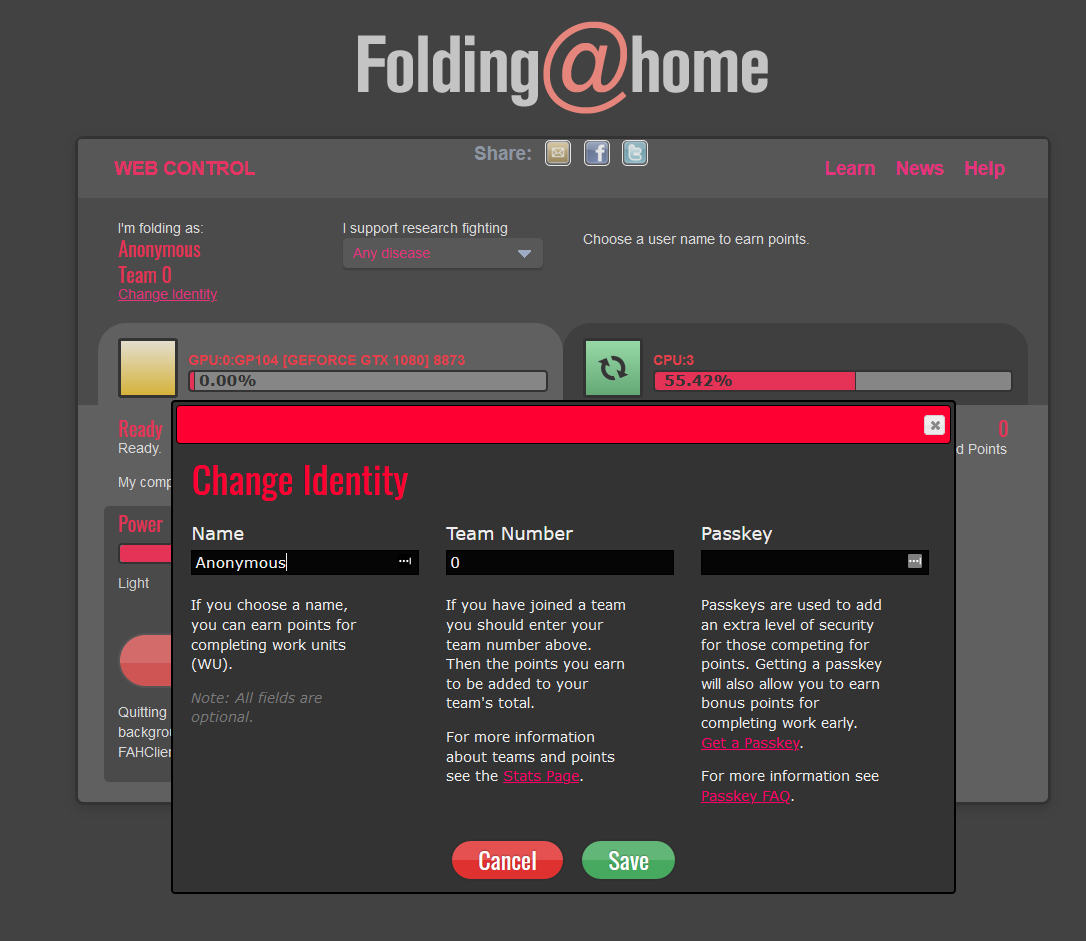 Folding@home
WEB CONTROL
Share:
Learn News Help
I'm folding as:
Anonymous
Team 0
Change Identity
I support research fighting
Any disease
Choose a user name to earn points.
GPU:0:GP104 [GEFORCE GTX 1080] 8873
0.00%
CPU:3
55.42%
Ready
Ready.
My comp
0
d Points
Power
Light
Quitting
backgrou
FAHClien
Change Identity
Name
Anonymous
If you choose a name,
you can earn points for
completing work units
(WU).
Note: All fields are
optional.
Team Number
0
If you have joined a team
you should enter your
team number above.
Then the points you earn
to be added to your
team's total.
For more information
about teams and points
see the Stats Page.
Passkey
Passkeys are used to add
an extra level of security
for those competing for
points. Getting a passkey
will also allow you to earn
bonus points for
completing work early.
Get a Passkey.
For more information see
Passkey FAQ.
Cancel
Save